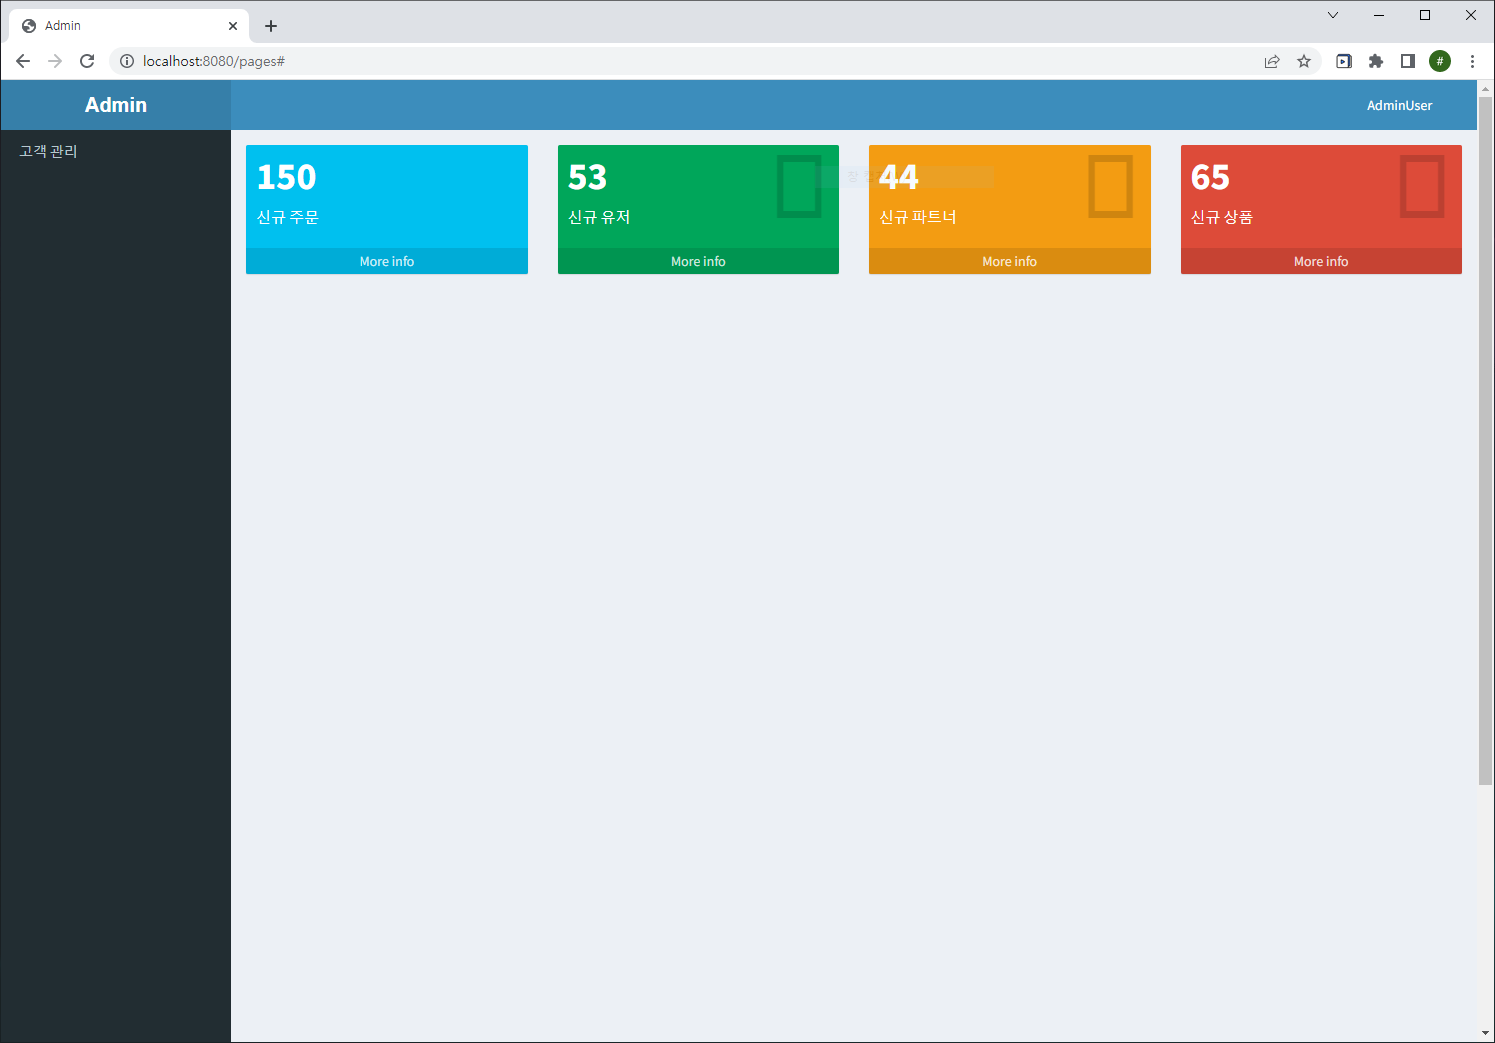 Admin
localhost:8080/pages#
Admin
AdminUser
고객 관리
150
신규 주문
More info
53
신규 유저
More info
44
신규 파트너
More info
65
신규 상품
More info